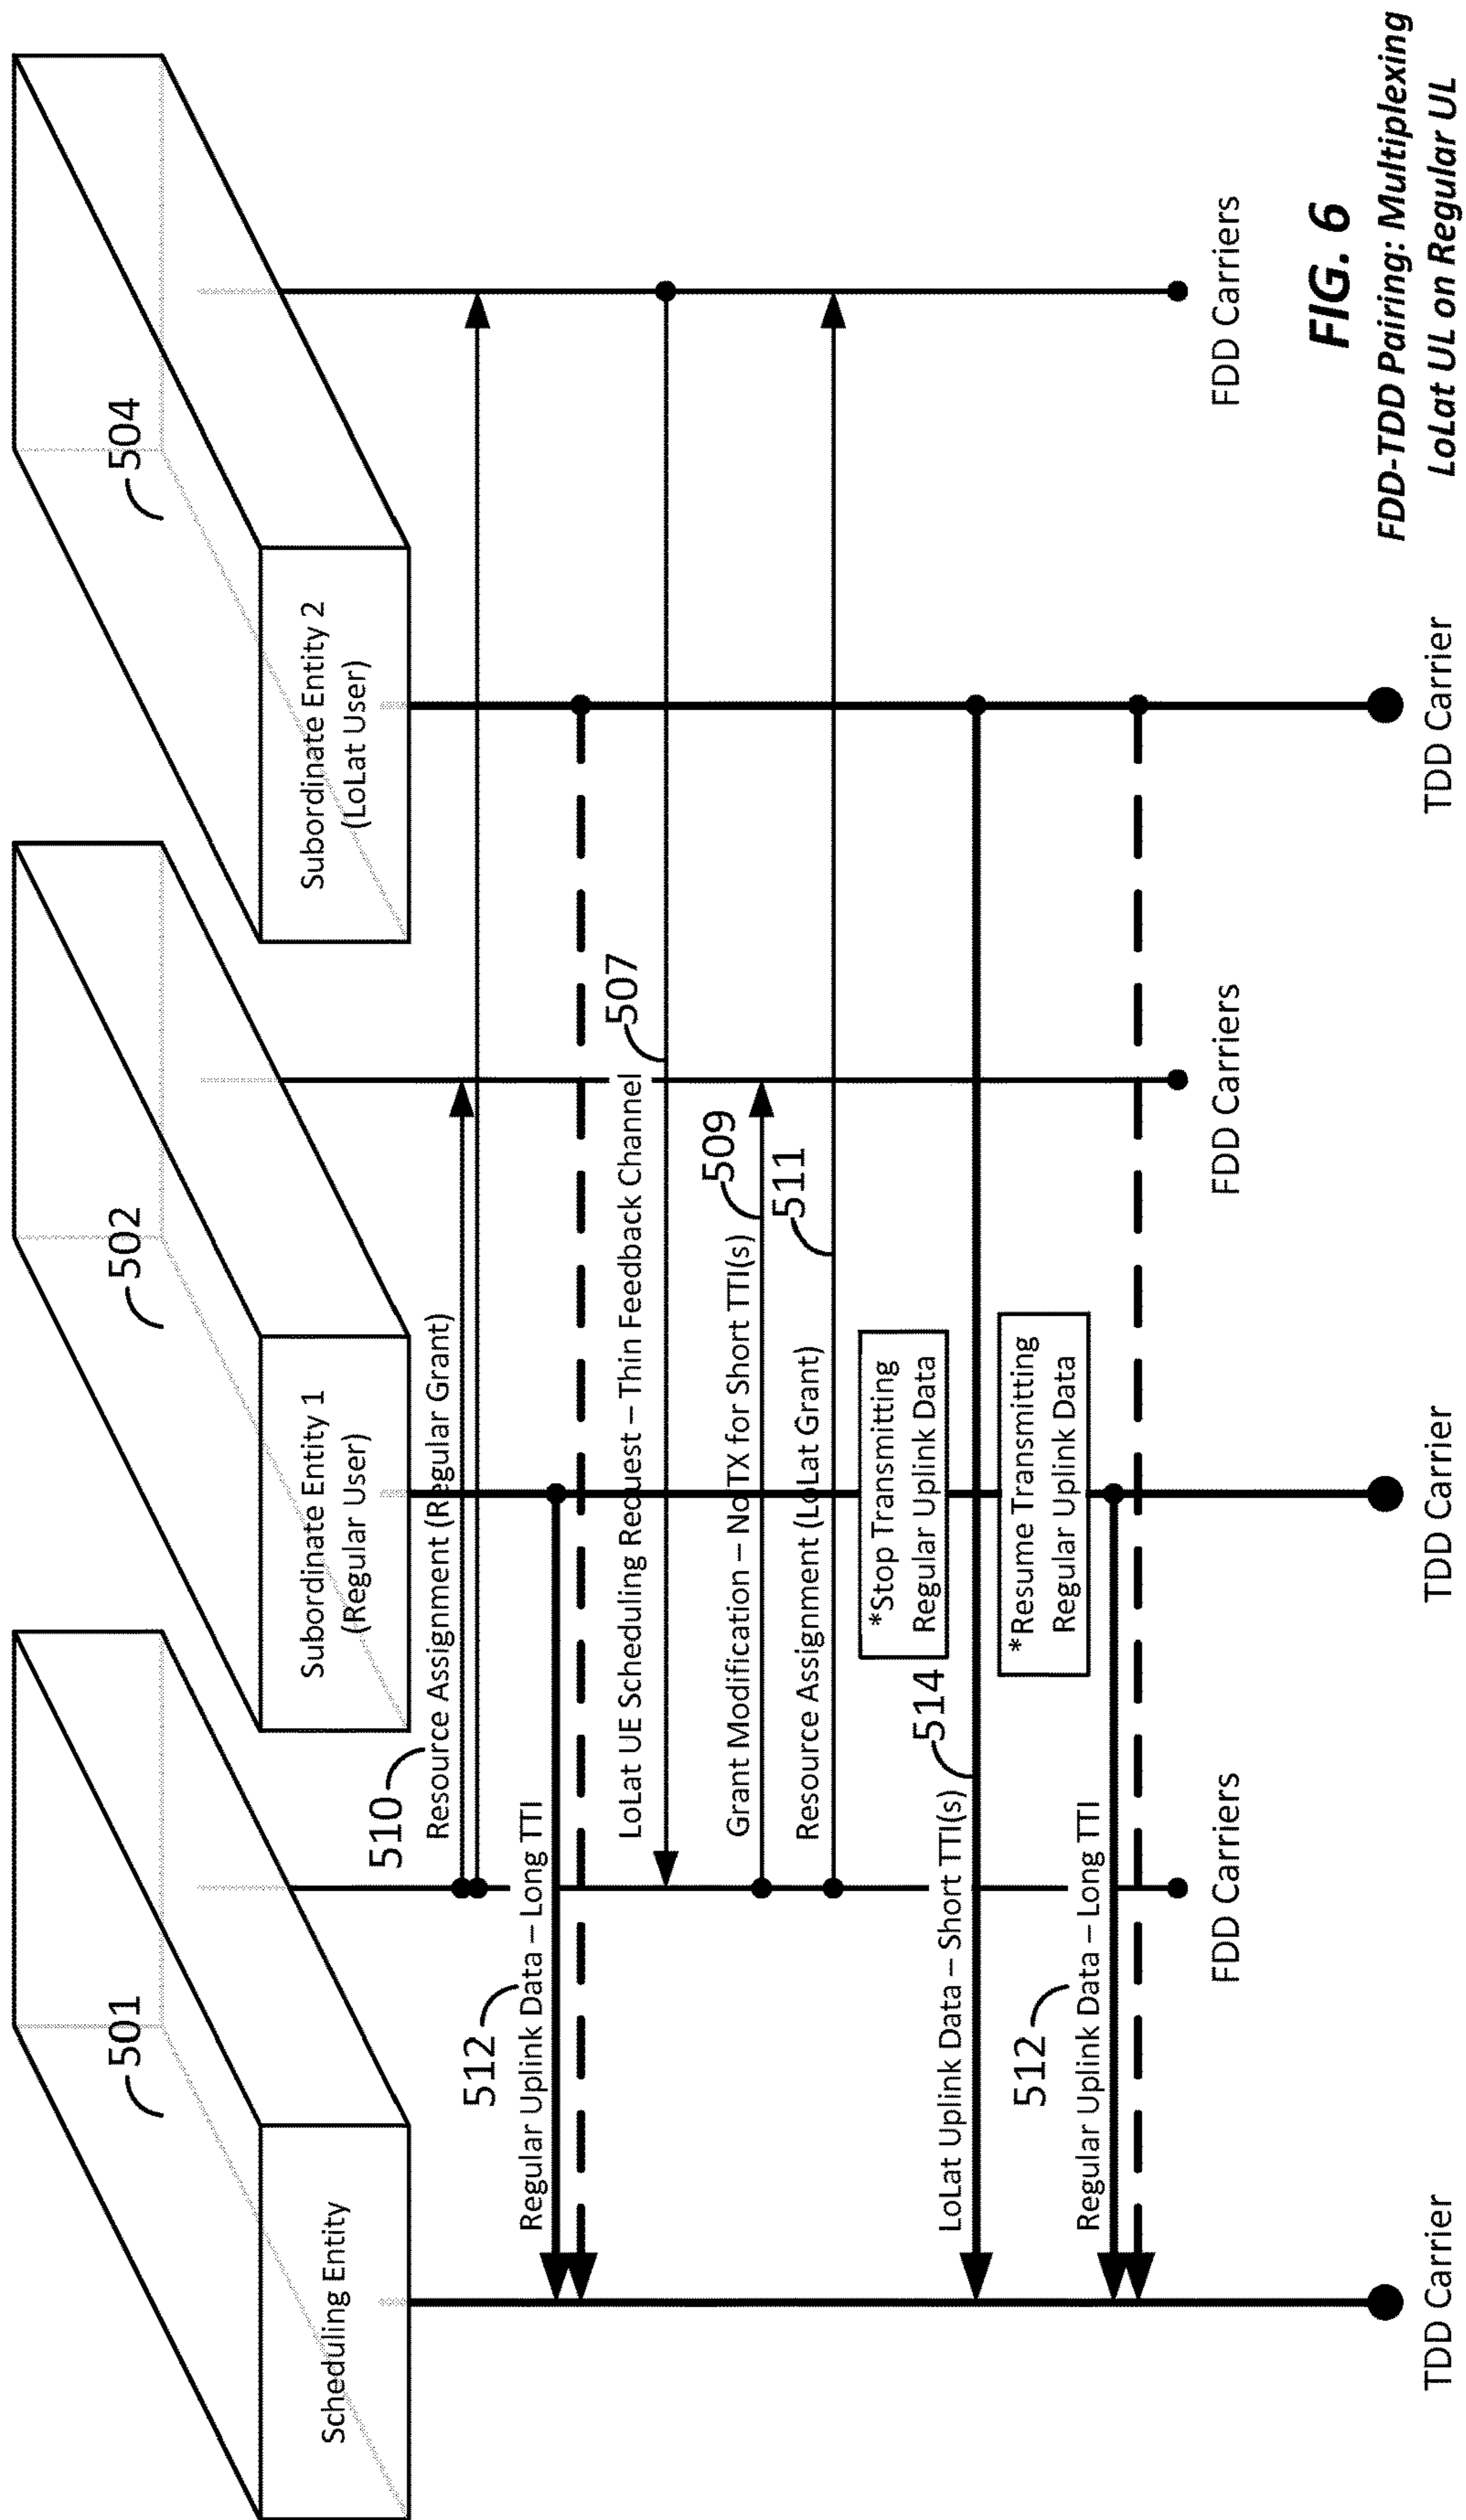 501
502
504
Scheduling Entity
Subordinate Entity 1
(Regular User)
Subordinate Entity 2
(LoLat User)
510
Resource Assignment (Regular Grant)
512
Regular Uplink Data – Long TTI
507
LoLat UE Scheduling Request – Thin Feedback Channel
509
Grant Modification – No TX for Short TTI(s)
511
Resource Assignment (LoLat Grant)
*Stop Transmitting
Regular Uplink Data
514
LoLat Uplink Data – Short TTI(s)
*Resume Transmitting
Regular Uplink Data
512
Regular Uplink Data – Long TTI
FDD Carriers
FDD Carriers
FDD Carriers
TDD Carrier
TDD Carrier
TDD Carrier
FIG. 6
FDD-TDD Pairing: Multiplexing
LoLat UL on Regular UL